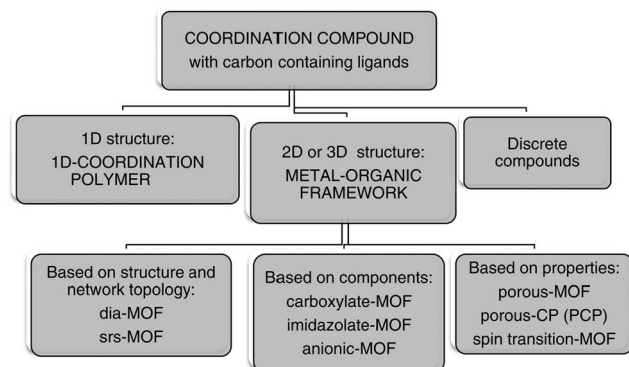 COORDINATION COMPOUND
with carbon containing ligands
1D structure:
1D-COORDINATION
POLYMER
2D or 3D structure:
METAL-ORGANIC
FRAMEWORK
Discrete
compounds
Based on structure and
network topology:
dia-MOF
srs-MOF
Based on components:
carboxylate-MOF
imidazolate-MOF
anionic-MOF
Based on properties:
porous-MOF
porous-CP (PCP)
spin transition-MOF